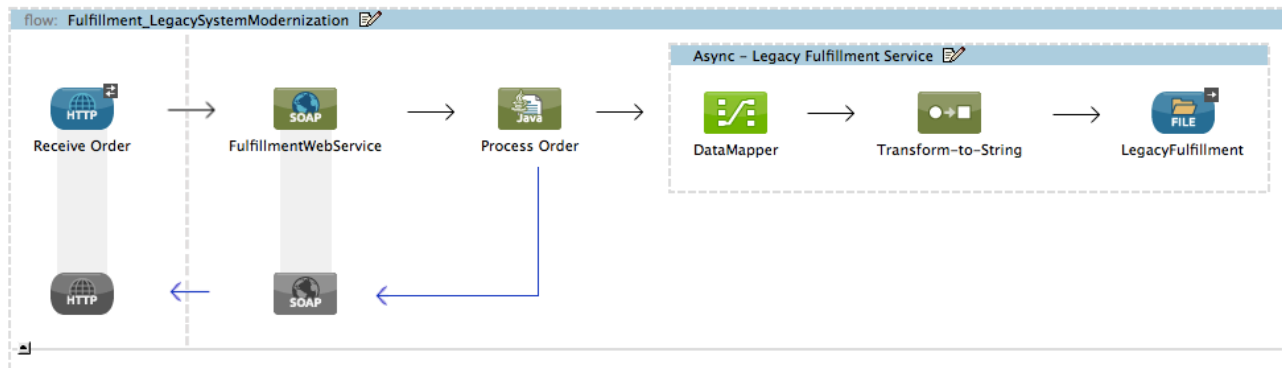 flow: Fulfillment_LegacySystemModernization
Async - Legacy Fulfillment Service
HTTP
SOAP
Java
FILE
Receive Order
FulfillmentWebService
Process Order
DataMapper
Transform-to-String
LegacyFulfillment
HTTP
SOAP